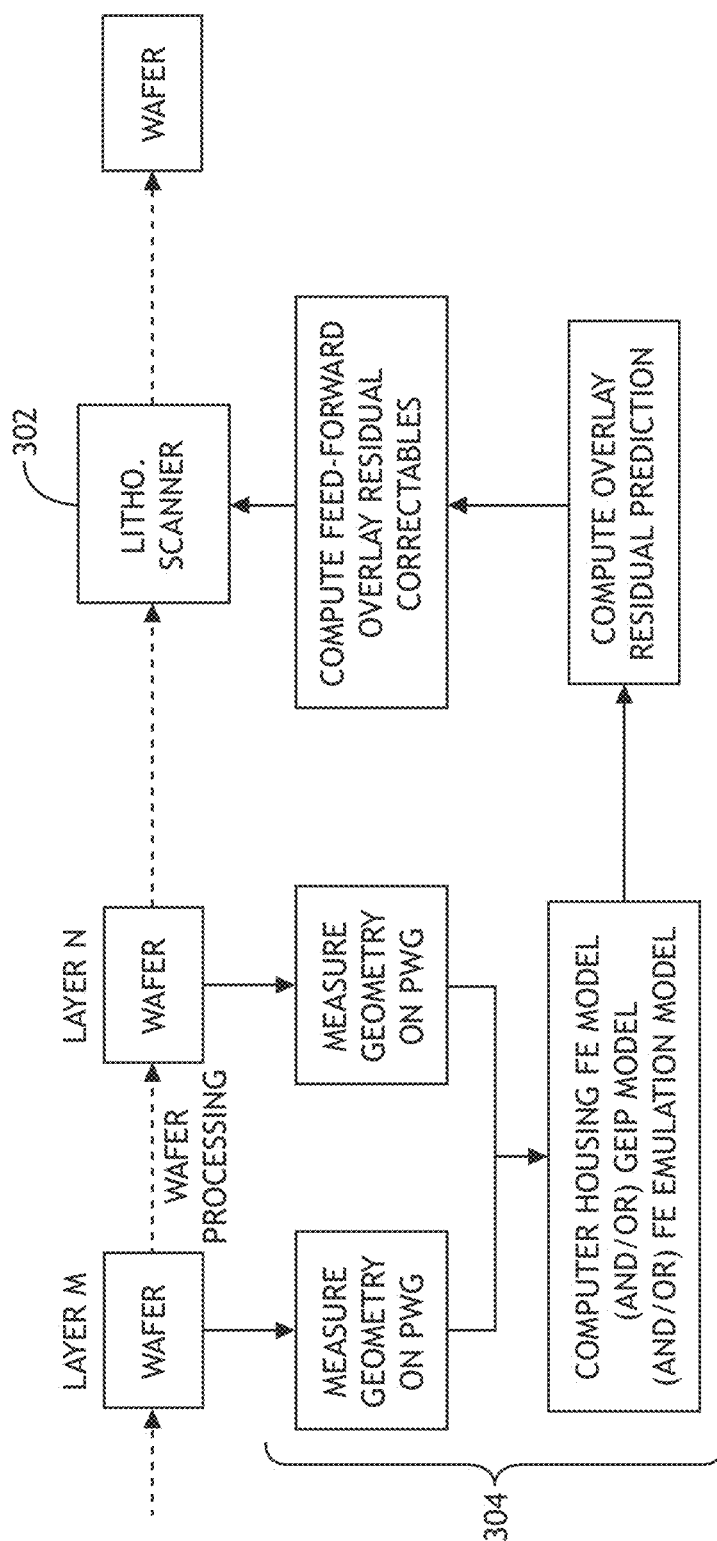 LAYER M
WAFER
WAFER
PROCESSING
LAYER N
WAFER
302
LITHO.
SCANNER
WAFER
MEASURE
GEOMETRY
ON PWG
MEASURE
GEOMETRY
ON PWG
COMPUTE FEED-FORWARD
OVERLAY RESIDUAL
CORRECTABLES
304
COMPUTER HOUSING FE MODEL
(AND/OR) GEIP MODEL
(AND/OR) FE EMULATION MODEL
COMPUTE OVERLAY
RESIDUAL PREDICTION